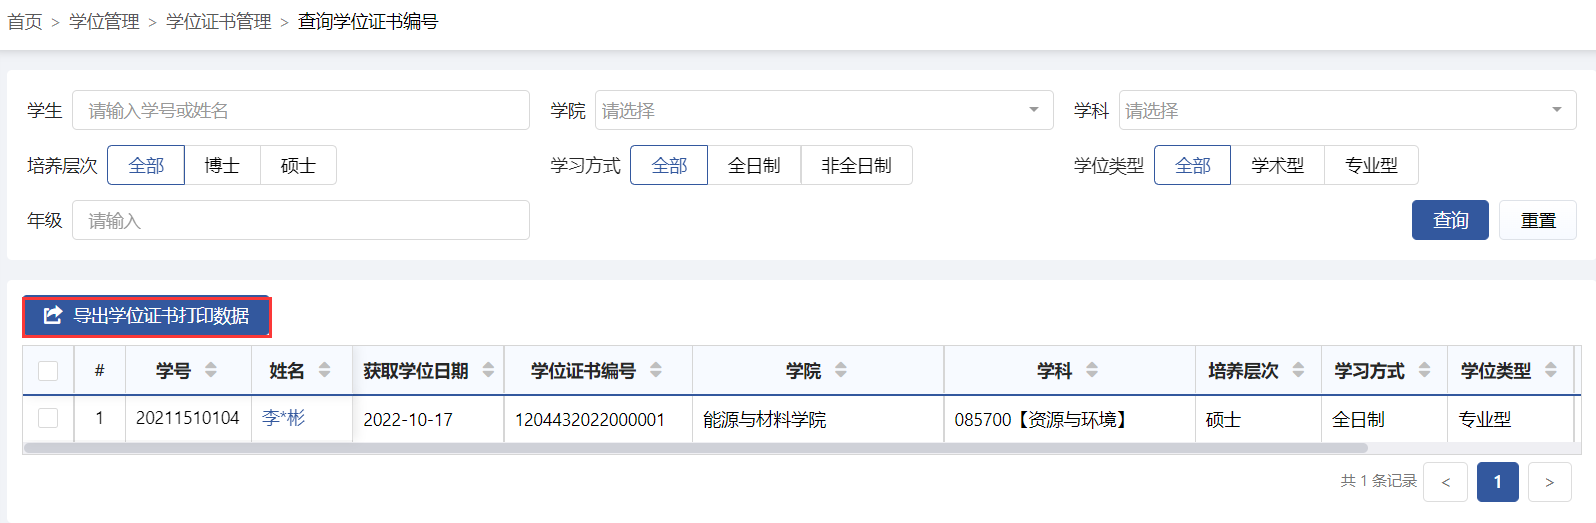 首页 > 学位管理 > 学位证书管理 > 查询学位证书编号
学生 请输入学号或姓名 学院 请选择 学科 请选择
培养层次 全部 博士 硕士 学习方式 全部 全日制 非全日制 学位类型 全部 学术型 专业型
年级 请输入 查询 重置
导出学位证书打印数据
# 学号 姓名 获取学位日期 学位证书编号 学院 学科 培养层次 学习方式 学位类型
1 20211510104 李*彬 2022-10-17 1204432022000001 能源与材料学院 085700【资源与环境】 硕士 全日制 专业型
共 1 条记录 < 1 >